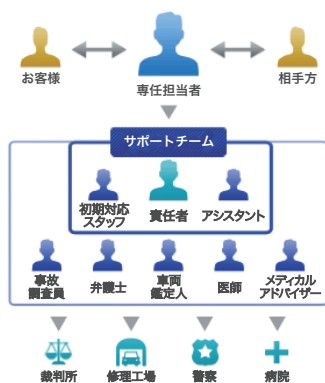 お客様
専任担当者
相手方
サポートチーム
初期対応
スタッフ
責任者
アシスタント
事故
調査員
弁護士
車両
鑑定人
医師
メディカル
アドバイザー
裁判所
修理工場
警察
病院